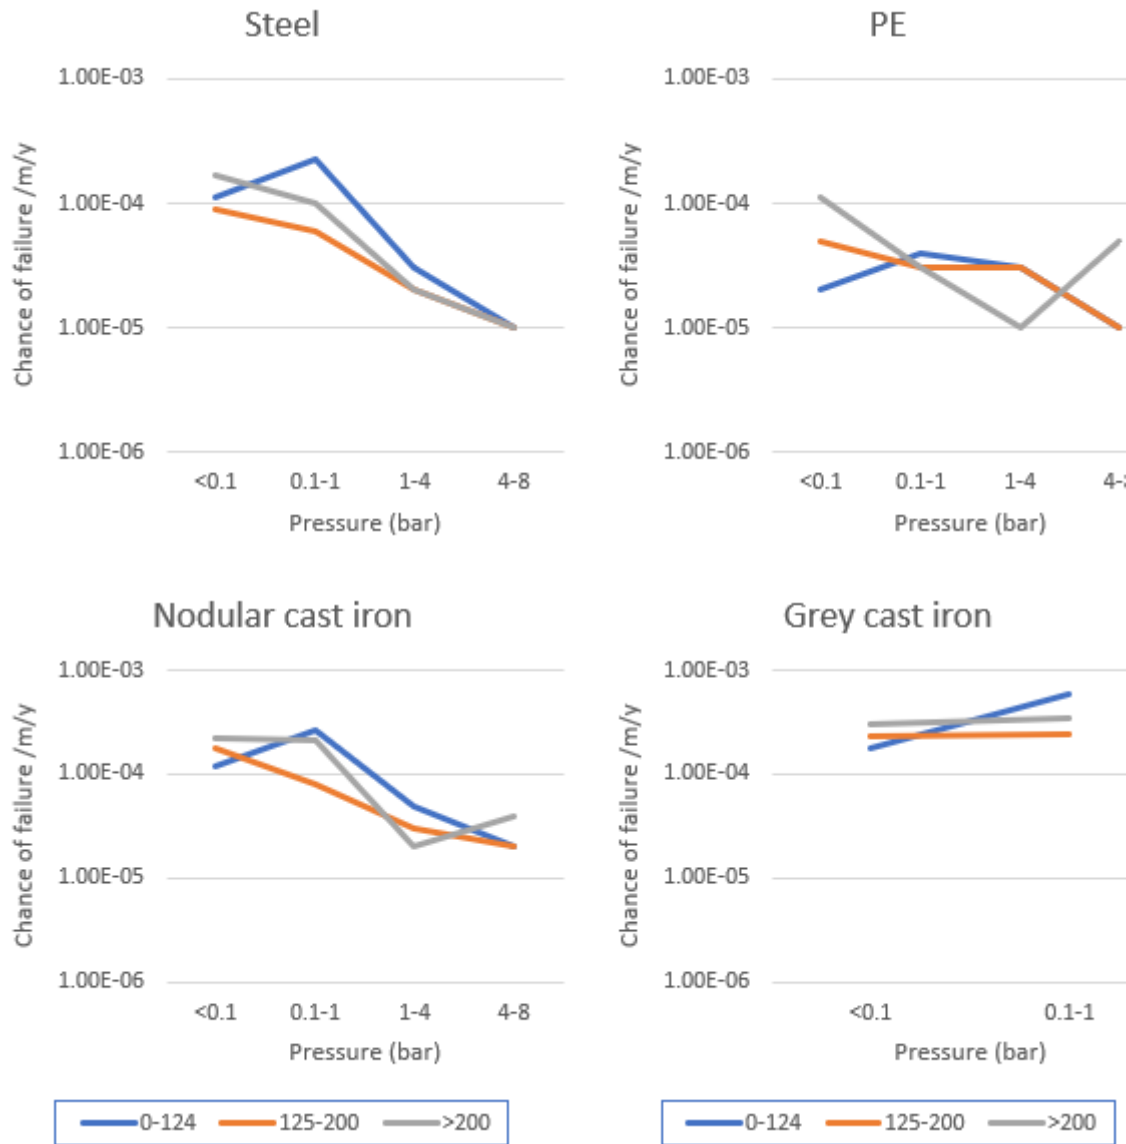 Steel
1.00E-03
1.00E-04
1.00E-05
1.00E-06
Chance of failure /m/y
<0.1 0.1-1 1-4 4-8
Pressure (bar)
PE
1.00E-03
1.00E-04
1.00E-05
1.00E-06
Chance of failure /m/y
<0.1 0.1-1 1-4
Pressure (bar)
Nodular cast iron
1.00E-03
1.00E-04
1.00E-05
1.00E-06
Chance of failure /m/y
<0.1 0.1-1 1-4 4-8
Pressure (bar)
0-124 125-200 >200
Grey cast iron
1.00E-03
1.00E-04
1.00E-05
1.00E-06
Chance of failure /m/y
<0.1 0.1-1
Pressure (bar)
0-124 125-200 >200